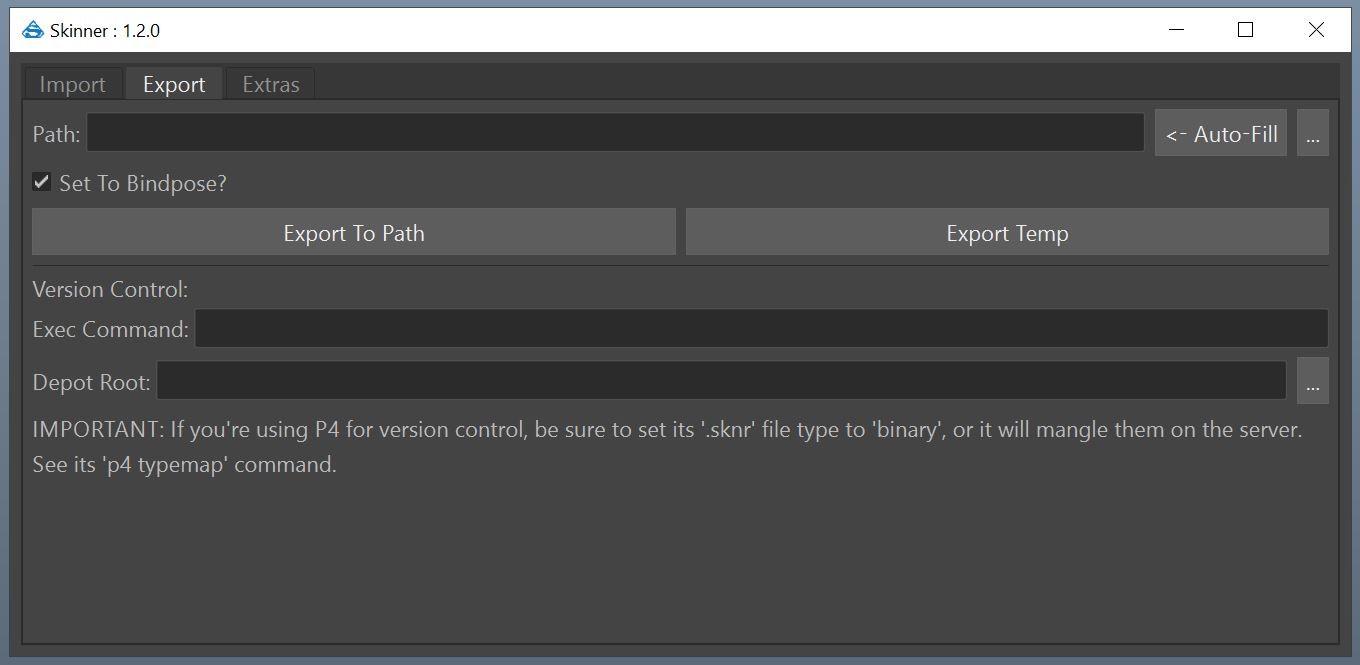 Skinner : 1.2.0
Import Export Extras
Path: <- Auto-Fill ...
Set To Bindpose?
Export To Path Export Temp
Version Control:
Exec Command:
Depot Root: ...
IMPORTANT: If you're using P4 for version control, be sure to set its '.sknr' file type to 'binary', or it will mangle them on the server.
See its 'p4 typemap' command.